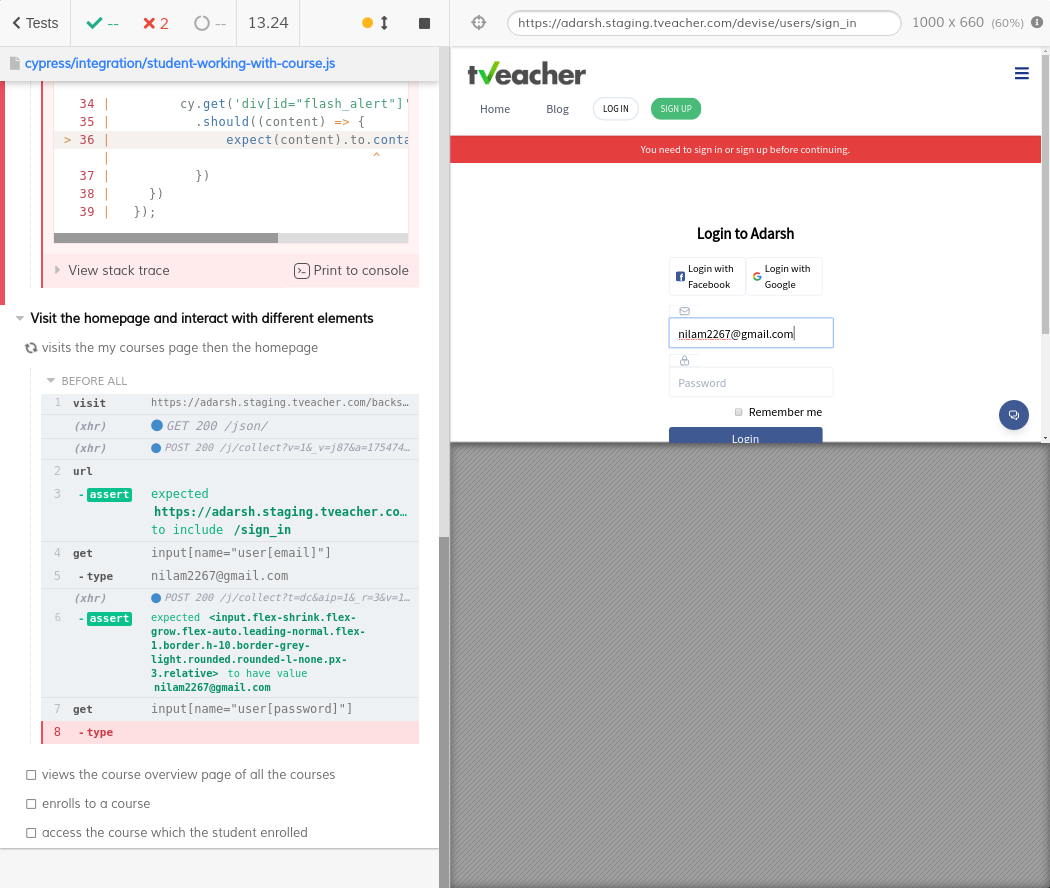 Tests
--
2
--
13.24
https://adarsh.staging.tveacher.com/devise/users/sign_in
1000 x 660 (60%)
cypress/integration/student-working-with-course.js
34 | cy.get('div[id="flash_alert"]'
35 | .should((content) => {
> 36 | expect(content).to.conta
| ^
37 | })
38 | })
39 | });
View stack trace
Print to console
Visit the homepage and interact with different elements
visits the my courses page then the homepage
BEFORE ALL
1 visit https://adarsh.staging.tveacher.com/backs…
(xhr) GET 200 /json/
(xhr) POST 200 /j/collect?v=1&_v=j87&a=175474…
2 url
3 - assert expected
https://adarsh.staging.tveacher.co…
to include /sign_in
4 get input[name="user[email]"]
5 - type nilam2267@gmail.com
(xhr) POST 200 /j/collect?t=dc&aip=1&_r=3&v=1…
6 - assert expected <input.flex-shrink.flex-
grow.flex-auto.leading-normal.flex-
1.border.h-10.border-grey-
light.rounded.rounded-l-none.px-
3.relative> to have value
nilam2267@gmail.com
7 get input[name="user[password]"]
8 - type
views the course overview page of all the courses
enrolls to a course
access the course which the student enrolled
tveacher
Home
Blog
LOG IN
SIGN UP
You need to sign in or sign up before continuing.
Login to Adarsh
Login with
Facebook
Login with
Google
nilam2267@gmail.com
Password
Remember me
Login